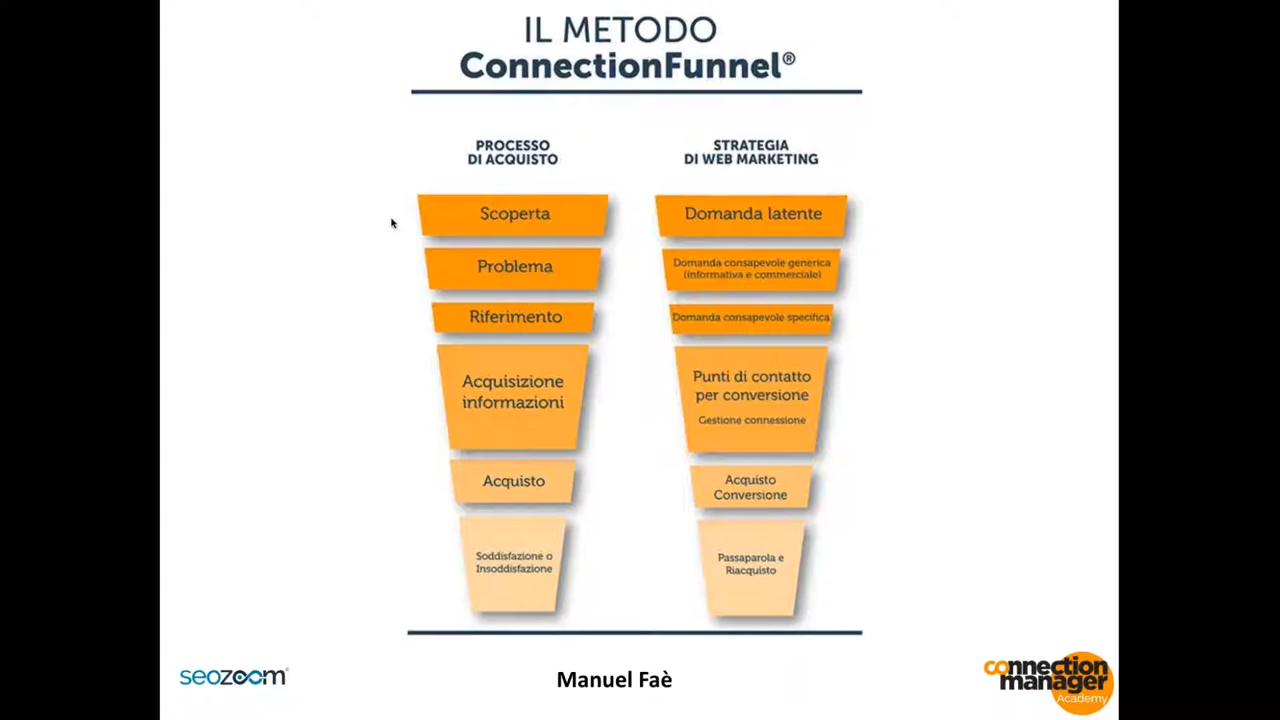 IL METODO
ConnectionFunnel®
PROCESSO
DI ACQUISTO
Scoperta
Problema
Riferimento
Acquisizione
informazioni
Acquisto
Soddisfazione o
Insoddisfazione
STRATEGIA
DI WEB MARKETING
Domanda latente
Domanda consapevole generica
(informativa e commerciale)
Domanda consapevole specifica
Punti di contatto
per conversione
Gestione connessione
Acquisto
Conversione
Passaparola e
Riacquisto
seozoom®
Manuel Faè
connection
manager
Academy